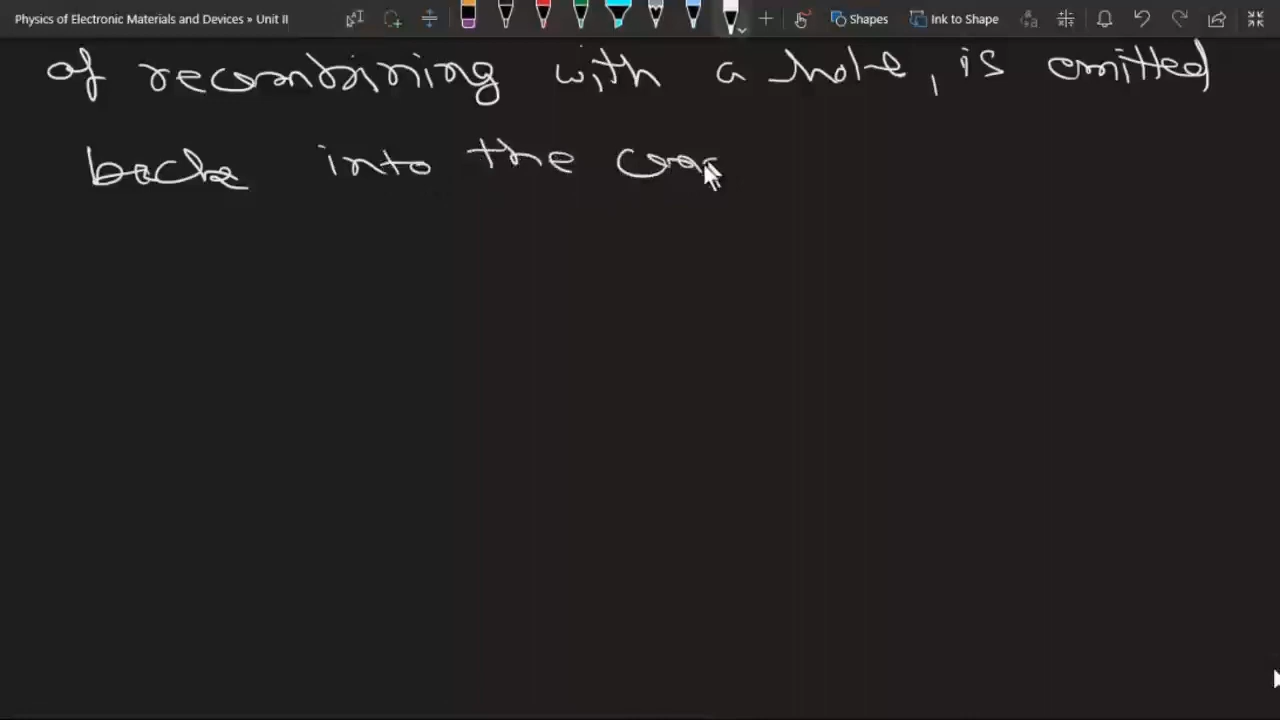 Physics of Electronic Materials and Devices » Unit II
Shapes
Ink to Shape
of recombining with a hole, is emitted
back into the